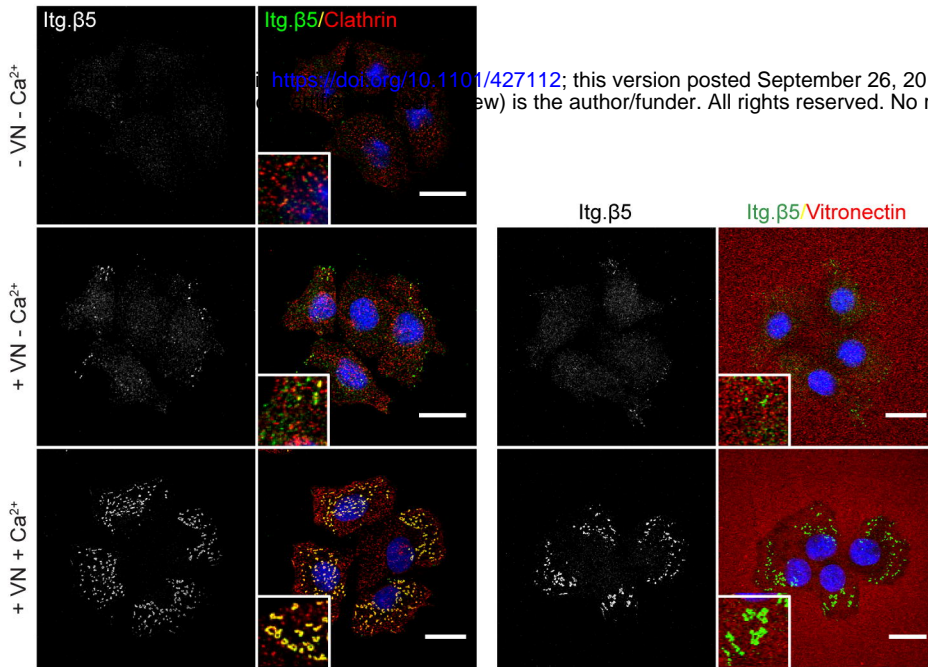 Itg.β5 Itg.β5/Clathrin
https://doi.org/10.1101/427112; this version posted September 26, 20
) is the author/funder. All rights reserved. No
- VN - Ca²⁺
Itg.β5 Itg.β5/Vitronectin
+ VN - Ca²⁺
+ VN + Ca²⁺